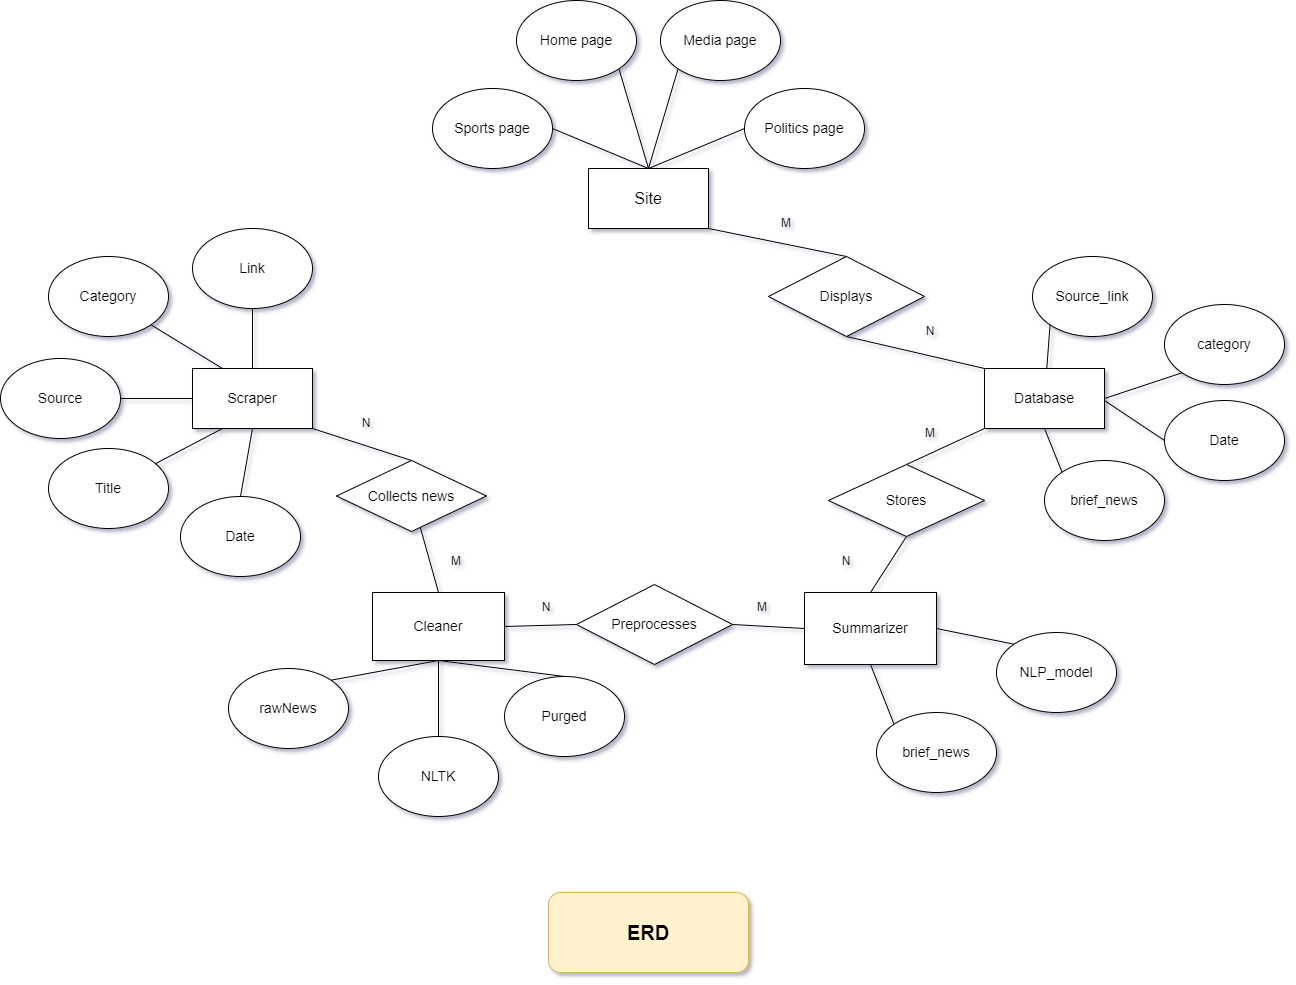 Home page
Media page
Sports page
Politics page
Site
M
Displays
N
Link
Category
Source
Scraper
Title
Date
N
Collects news
M
Source_link
category
Database
Date
brief_news
M
Stores
N
Cleaner
N
Preprocesses
M
Summarizer
rawNews
NLTK
Purged
NLP_model
brief_news
ERD